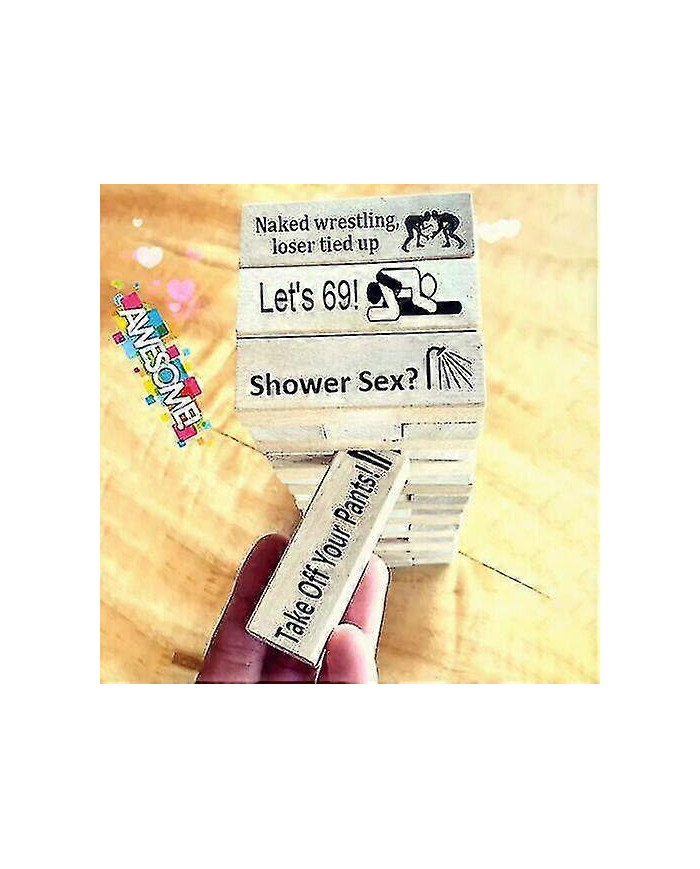 Naked wrestling,
loser tied up
Let's 69!
AWESOME
Shower Sex?
Take Off Your Pants!